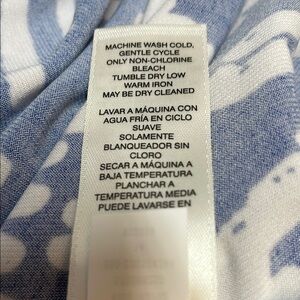 MACHINE WASH COLD,
GENTLE CYCLE
ONLY NON-CHLORINE
BLEACH
TUMBLE DRY LOW
WARM IRON
MAY BE DRY CLEANED
LAVAR A MÁQUINA CON
AGUA FRÍA EN CICLO
SUAVE
SOLAMENTE
BLANQUEADOR SIN
CLORO
SECAR A MÁQUINA A
BAJA TEMPERATURA
PLANCHAR A
TEMPERATURA MEDIA
PUEDE LAVARSE EN